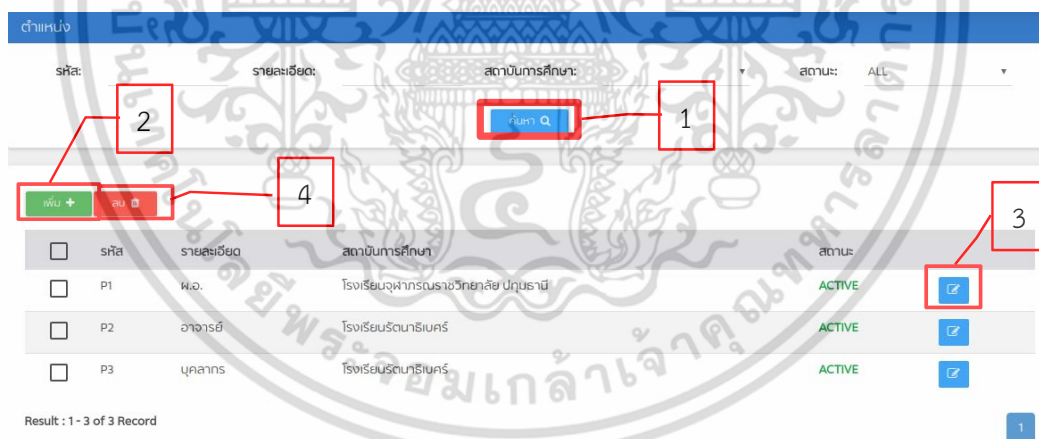 ตำแหน่ง
รหัส: รายละเอียด: สถาบันการศึกษา: สถานะ: ALL
2 ค้นหา 1
เพิ่ม + ลบ 4
3
รหัส รายละเอียด สถาบันการศึกษา สถานะ
P1 ผ.อ. โรงเรียนจุฬาภรณราชวิทยาลัย ปทุมธานี ACTIVE
P2 อาจารย์ โรงเรียนรัตนาธิเบศร์ ACTIVE
P3 บุคลากร โรงเรียนรัตนาธิเบศร์ ACTIVE
Result : 1 - 3 of 3 Record 1